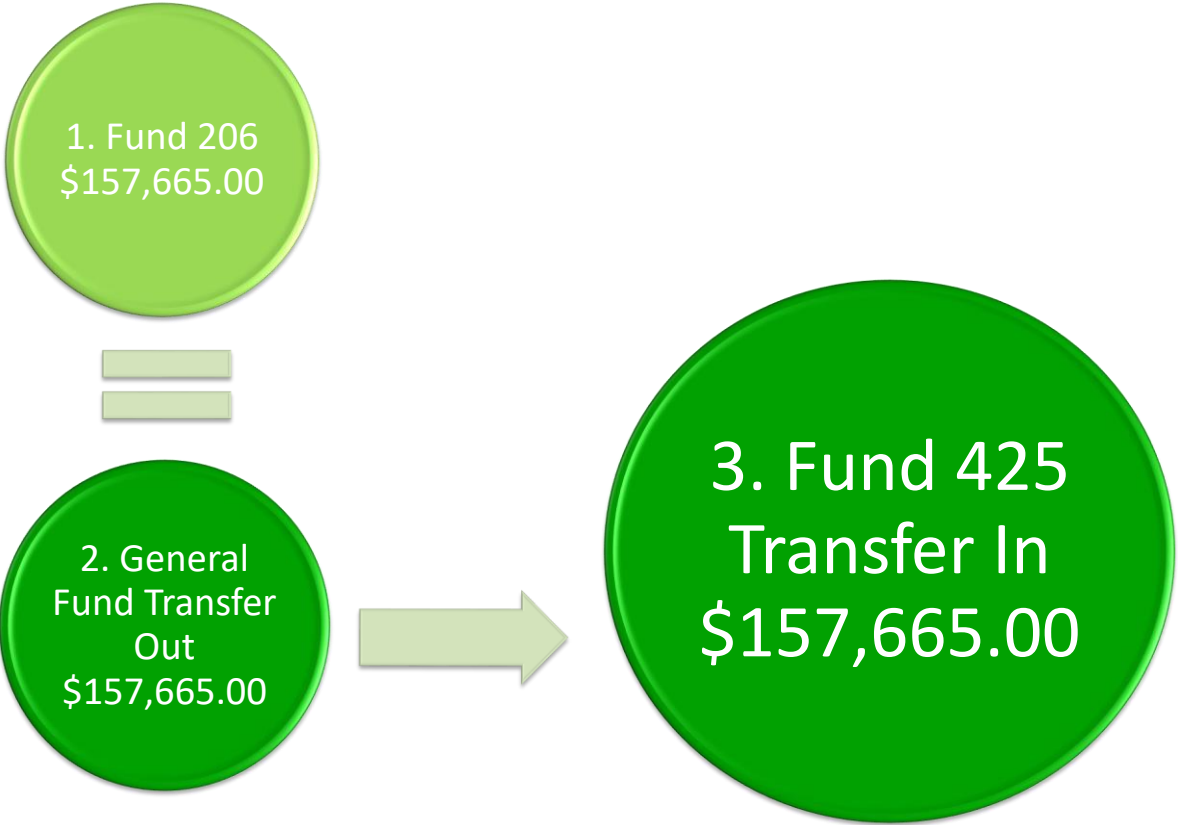 1. Fund 206
$157,665.00
2. General
Fund Transfer
Out
$157,665.00
3. Fund 425
Transfer In
$157,665.00